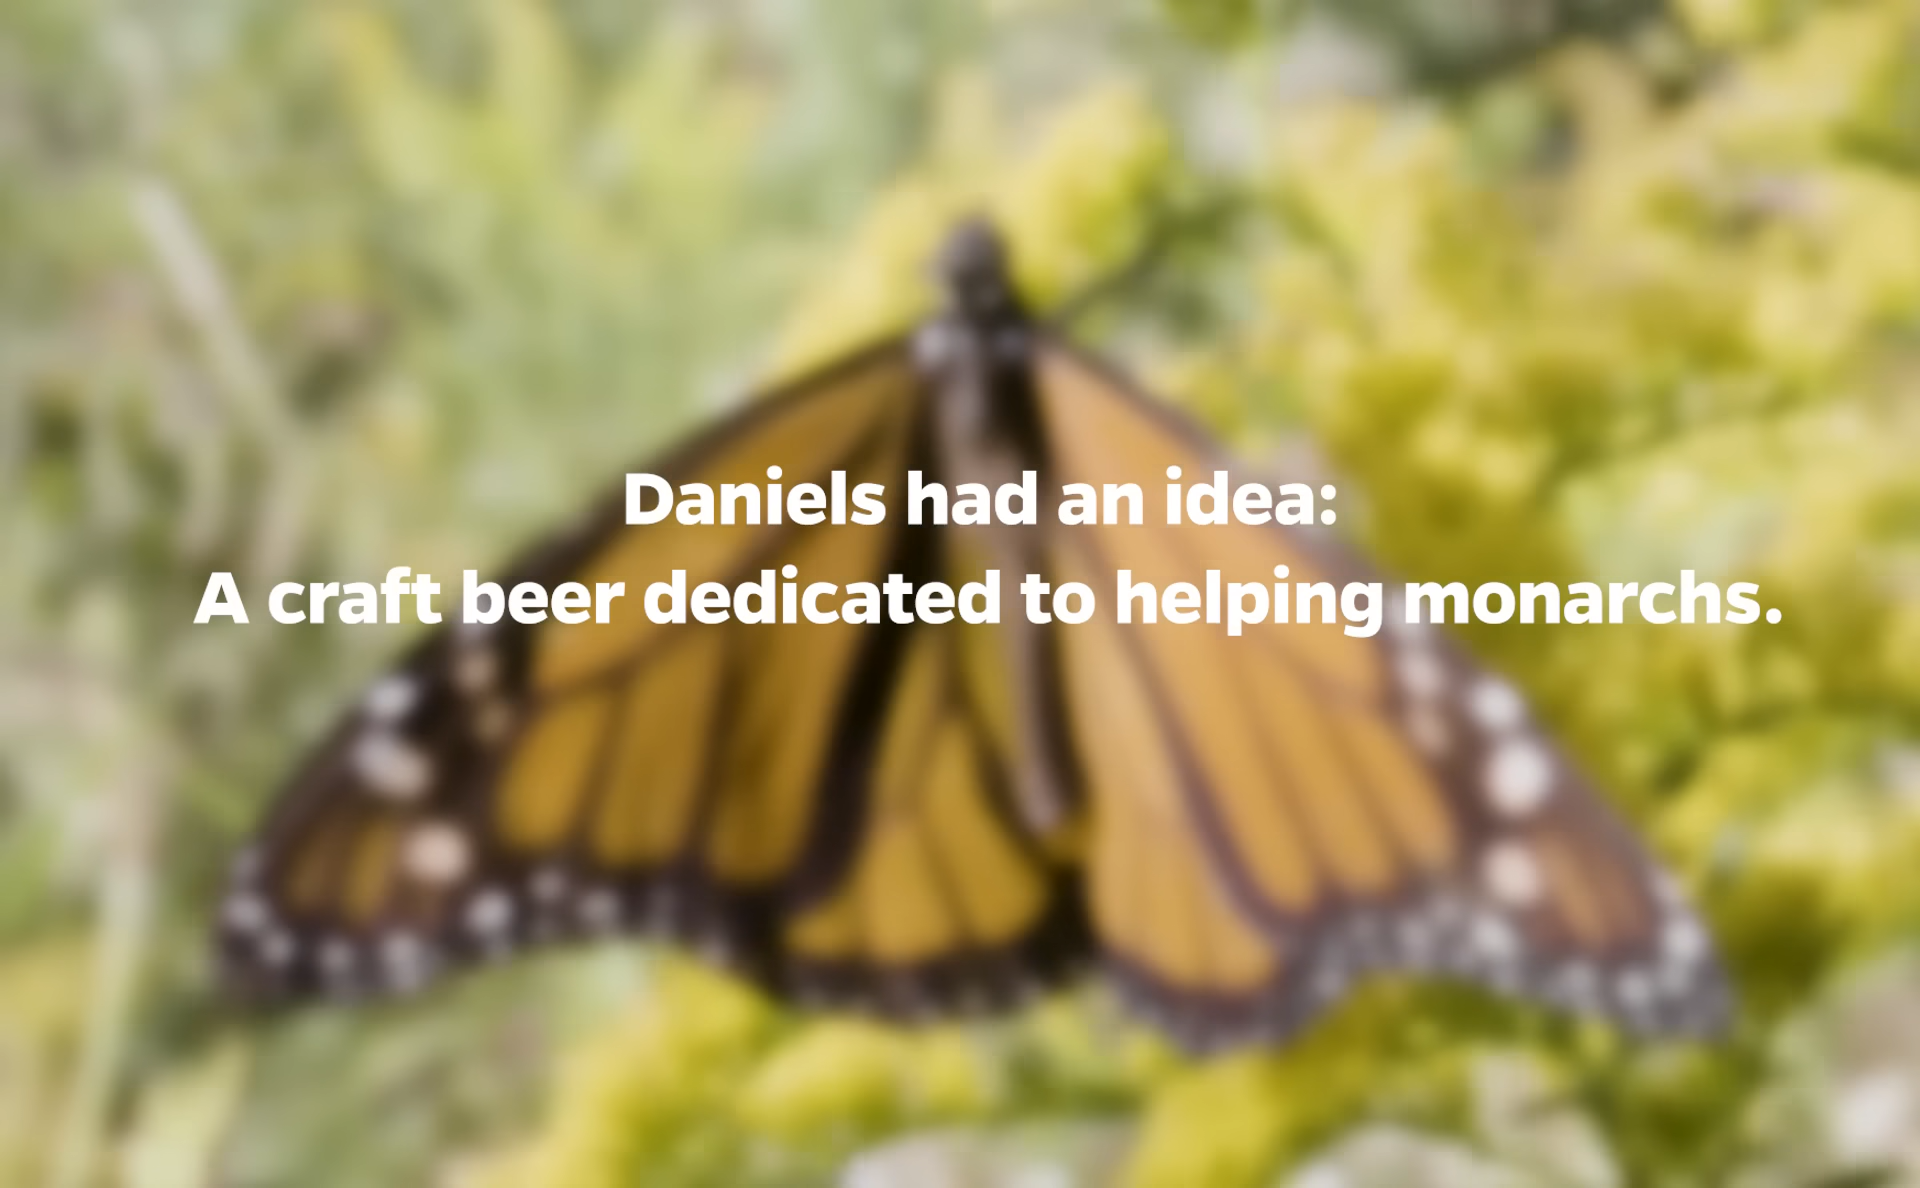 Daniels had an idea:
A craft beer dedicated to helping monarchs.